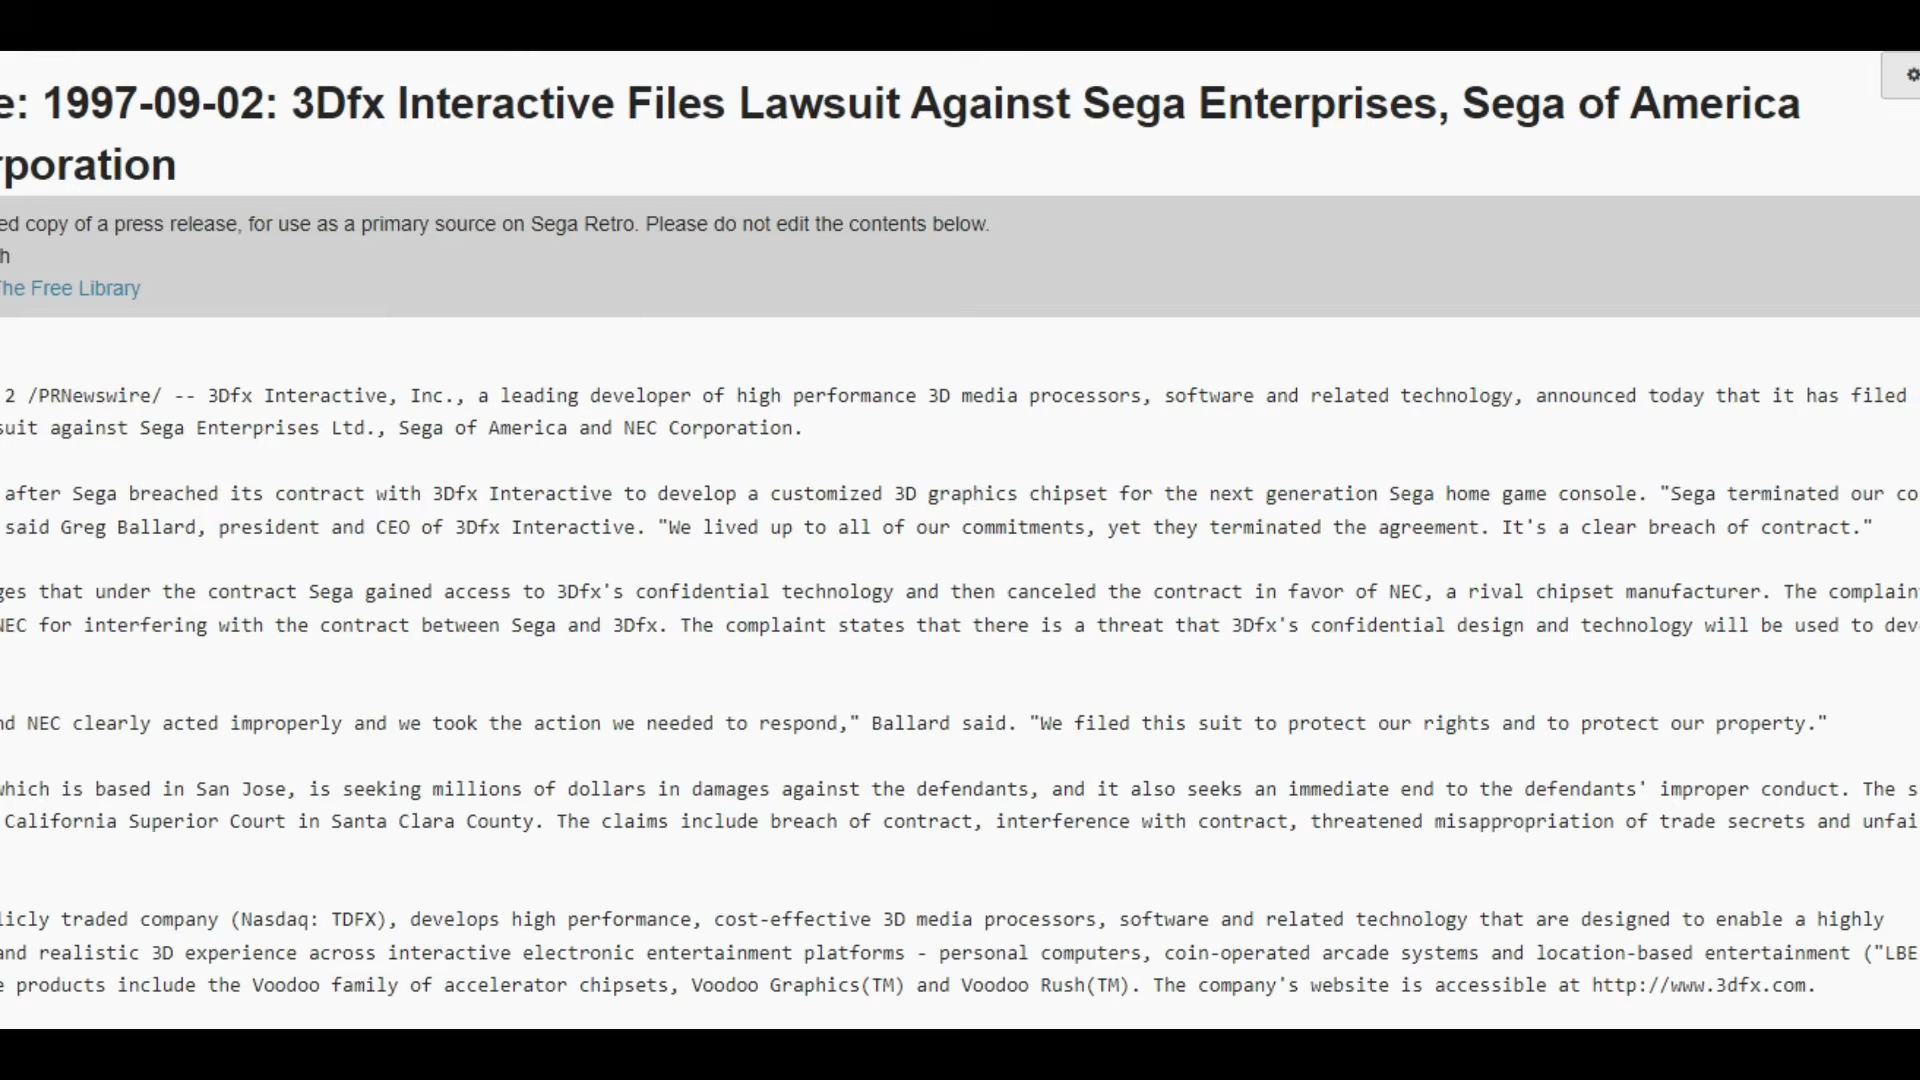 e: 1997-09-02: 3Dfx Interactive Files Lawsuit Against Sega Enterprises, Sega of America
rporation
ed copy of a press release, for use as a primary source on Sega Retro. Please do not edit the contents below.
h
The Free Library
2 /PRNewswire/ -- 3Dfx Interactive, Inc., a leading developer of high performance 3D media processors, software and related technology, announced today that it has filed
suit against Sega Enterprises Ltd., Sega of America and NEC Corporation.
after Sega breached its contract with 3Dfx Interactive to develop a customized 3D graphics chipset for the next generation Sega home game console. "Sega terminated our co
said Greg Ballard, president and CEO of 3Dfx Interactive. "We lived up to all of our commitments, yet they terminated the agreement. It's a clear breach of contract."
ges that under the contract Sega gained access to 3Dfx's confidential technology and then canceled the contract in favor of NEC, a rival chipset manufacturer. The complain
NEC for interfering with the contract between Sega and 3Dfx. The complaint states that there is a threat that 3Dfx's confidential design and technology will be used to dev
nd NEC clearly acted improperly and we took the action we needed to respond," Ballard said. "We filed this suit to protect our rights and to protect our property."
which is based in San Jose, is seeking millions of dollars in damages against the defendants, and it also seeks an immediate end to the defendants' improper conduct. The s
California Superior Court in Santa Clara County. The claims include breach of contract, interference with contract, threatened misappropriation of trade secrets and unfai
licly traded company (Nasdaq: TDFX), develops high performance, cost-effective 3D media processors, software and related technology that are designed to enable a highly
and realistic 3D experience across interactive electronic entertainment platforms - personal computers, coin-operated arcade systems and location-based entertainment ("LBE
e products include the Voodoo family of accelerator chipsets, Voodoo Graphics(TM) and Voodoo Rush(TM). The company's website is accessible at http://www.3dfx.com.